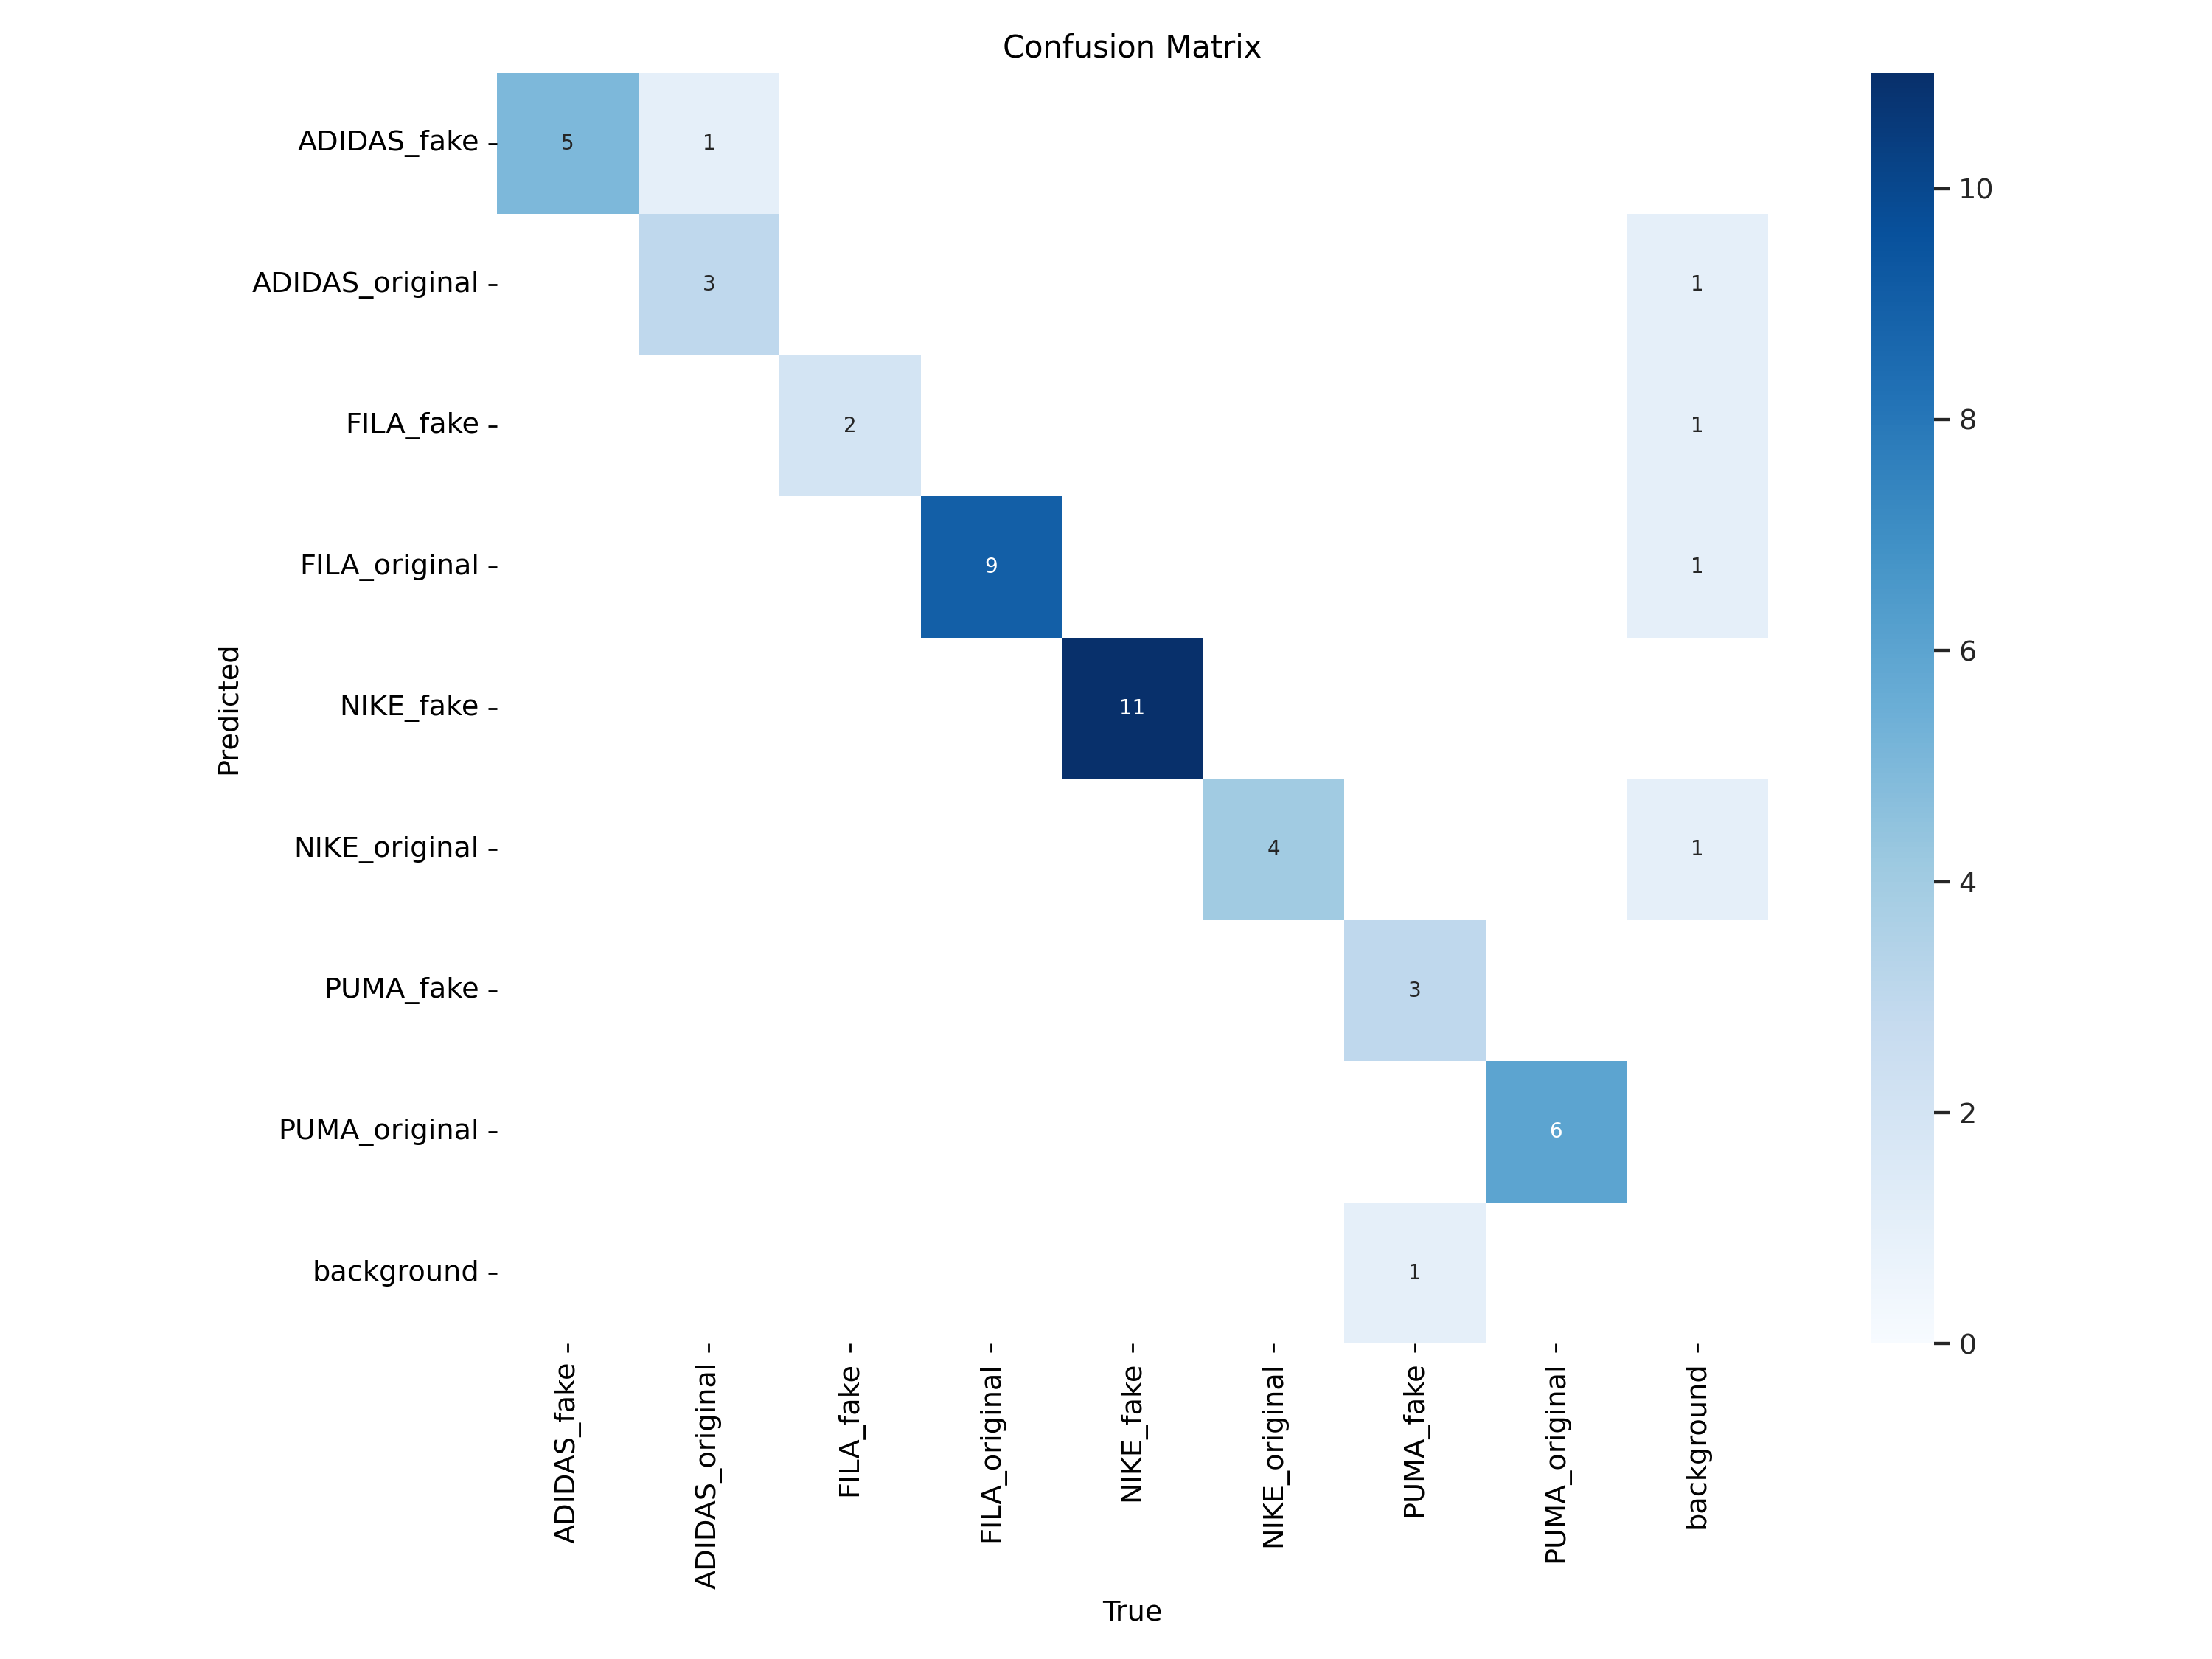 Confusion Matrix
ADIDAS_fake
5
1
ADIDAS_original
3
1
FILA_fake
2
1
FILA_original
9
1
NIKE_fake
11
NIKE_original
4
1
PUMA_fake
3
PUMA_original
6
background
1
Predicted
ADIDAS_fake
ADIDAS_original
FILA_fake
FILA_original
NIKE_fake
NIKE_original
PUMA_fake
PUMA_original
background
True
10
8
6
4
2
0